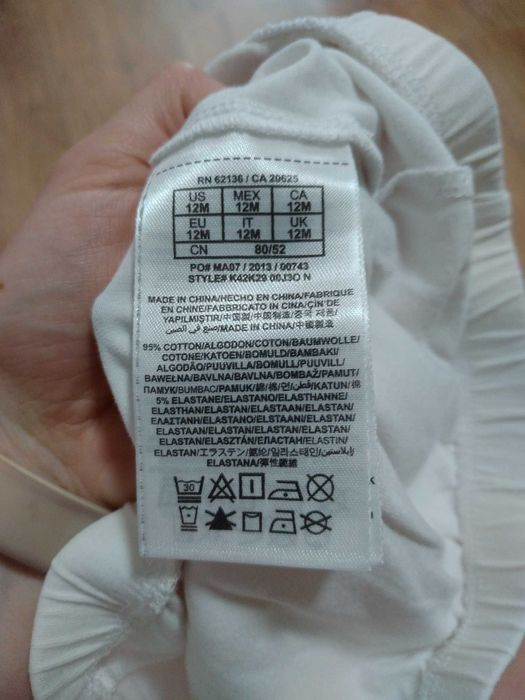 RN 62136 / CA 20625
US MEX CA
12M 12M 12M
EU IT UK
12M 12M 12M
CN 80/52
PO# MA07 / 2013 / 00743
STYLE# K42K29 00J3O N
MADE IN CHINA/HECHO EN CHINA/FABRIQUE
EN CHINE/FABBRICATO IN CINA/ÇİN'DE
YAPILMIŞTIR/中国製/中国制造/중국 제조/
صنع في الصين/MADE IN CHINA/中國製造
95% COTTON/ALGODON/COTON/BAUMWOLLE/
COTONE/KATOEN/BOMULD/BAMBAKI/
ALGODÃO/PUUVILLA/BOMULL/PUUVILL/
BAWEŁNA/BAVLNA/BAVLNA/BOMBAŽ/PAMUT/
ПАМУК/BUMBAC/PAMUK/綿/棉/면/قطن/KATUN/棉
5% ELASTANE/ELASTANO/ELASTHANNE/
ELASTHAN/ELASTAN/ELASTAAN/ELASTAN/
ΕΛΑΣΤΑΝΗ/ELASTANO/ELASTAANI/
ELASTAN/ELASTAAN/ELASTAN/ELASTAN/
ELASTAN/ELASZTÁN/ЕЛАСТАН/ELASTIN/
ELASTAN/エラステン/氨纶/일라스테인/إيلاستين/
ELASTANA/彈性纖維
30